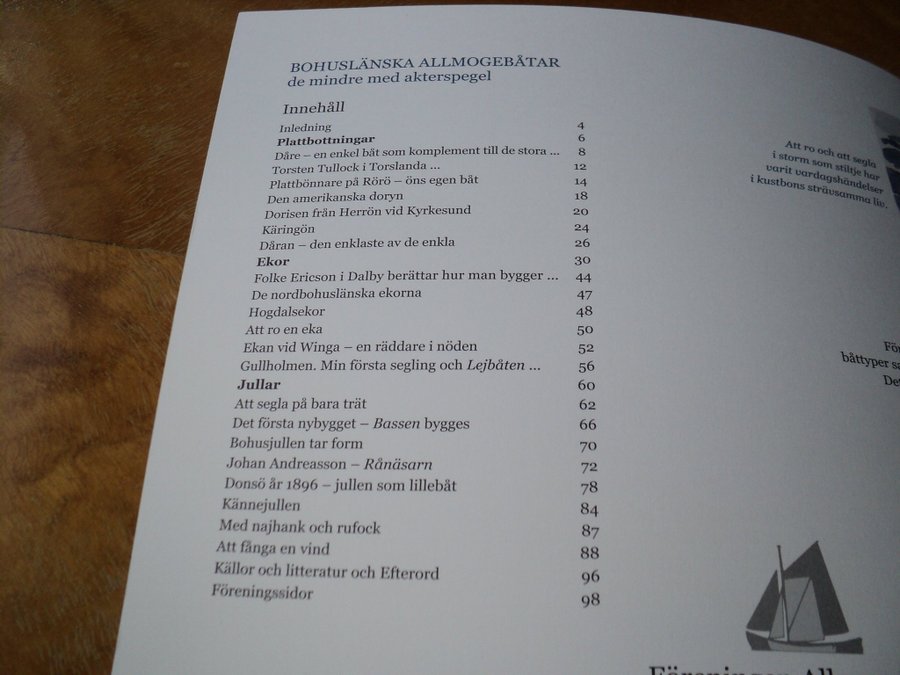 BOHUSLÄNSKA ALLMOGEBÅTAR
de mindre med akterspegel
Innehåll
Inledning 4
Plattbottningar 6
Dåre – en enkel båt som komplement till de stora ... 8
Torsten Tullock i Torslanda ... 12
Plattbönnare på Rörö – öns egen båt 14
Den amerikanska doryn 18
Dorisen från Herrön vid Kyrkesund 20
Käringön 24
Dåran – den enklaste av de enkla 26
Ekor 30
Folke Ericson i Dalby berättar hur man bygger ... 44
De nordbohuslänska ekorna 47
Hogdalsekor 48
Att ro en eka 50
Ekan vid Winga – en räddare i nöden 52
Gullholmen. Min första segling och Lejbåten ... 56
Jullar 60
Att segla på bara trät 62
Det första nybygget – Bassen bygges 66
Bohusjullen tar form 70
Johan Andreasson – Rånäsarn 72
Donsö år 1896 – jullen som lillebåt 78
Kännejullen 84
Med najhank och rufock 87
Att fånga en vind 88
Källor och litteratur och Efterord 96
Föreningssidor 98
Att ro och att segla
i storm som stiltje har
varit vardagshändelser
i kustbons strävsamma liv.
båttyper
Föreningen